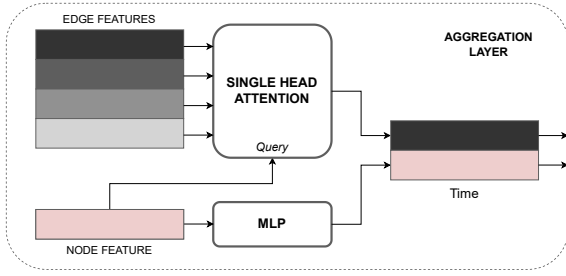 EDGE FEATURES
AGGREGATION
LAYER
SINGLE HEAD
ATTENTION
Query
Time
MLP
NODE FEATURE